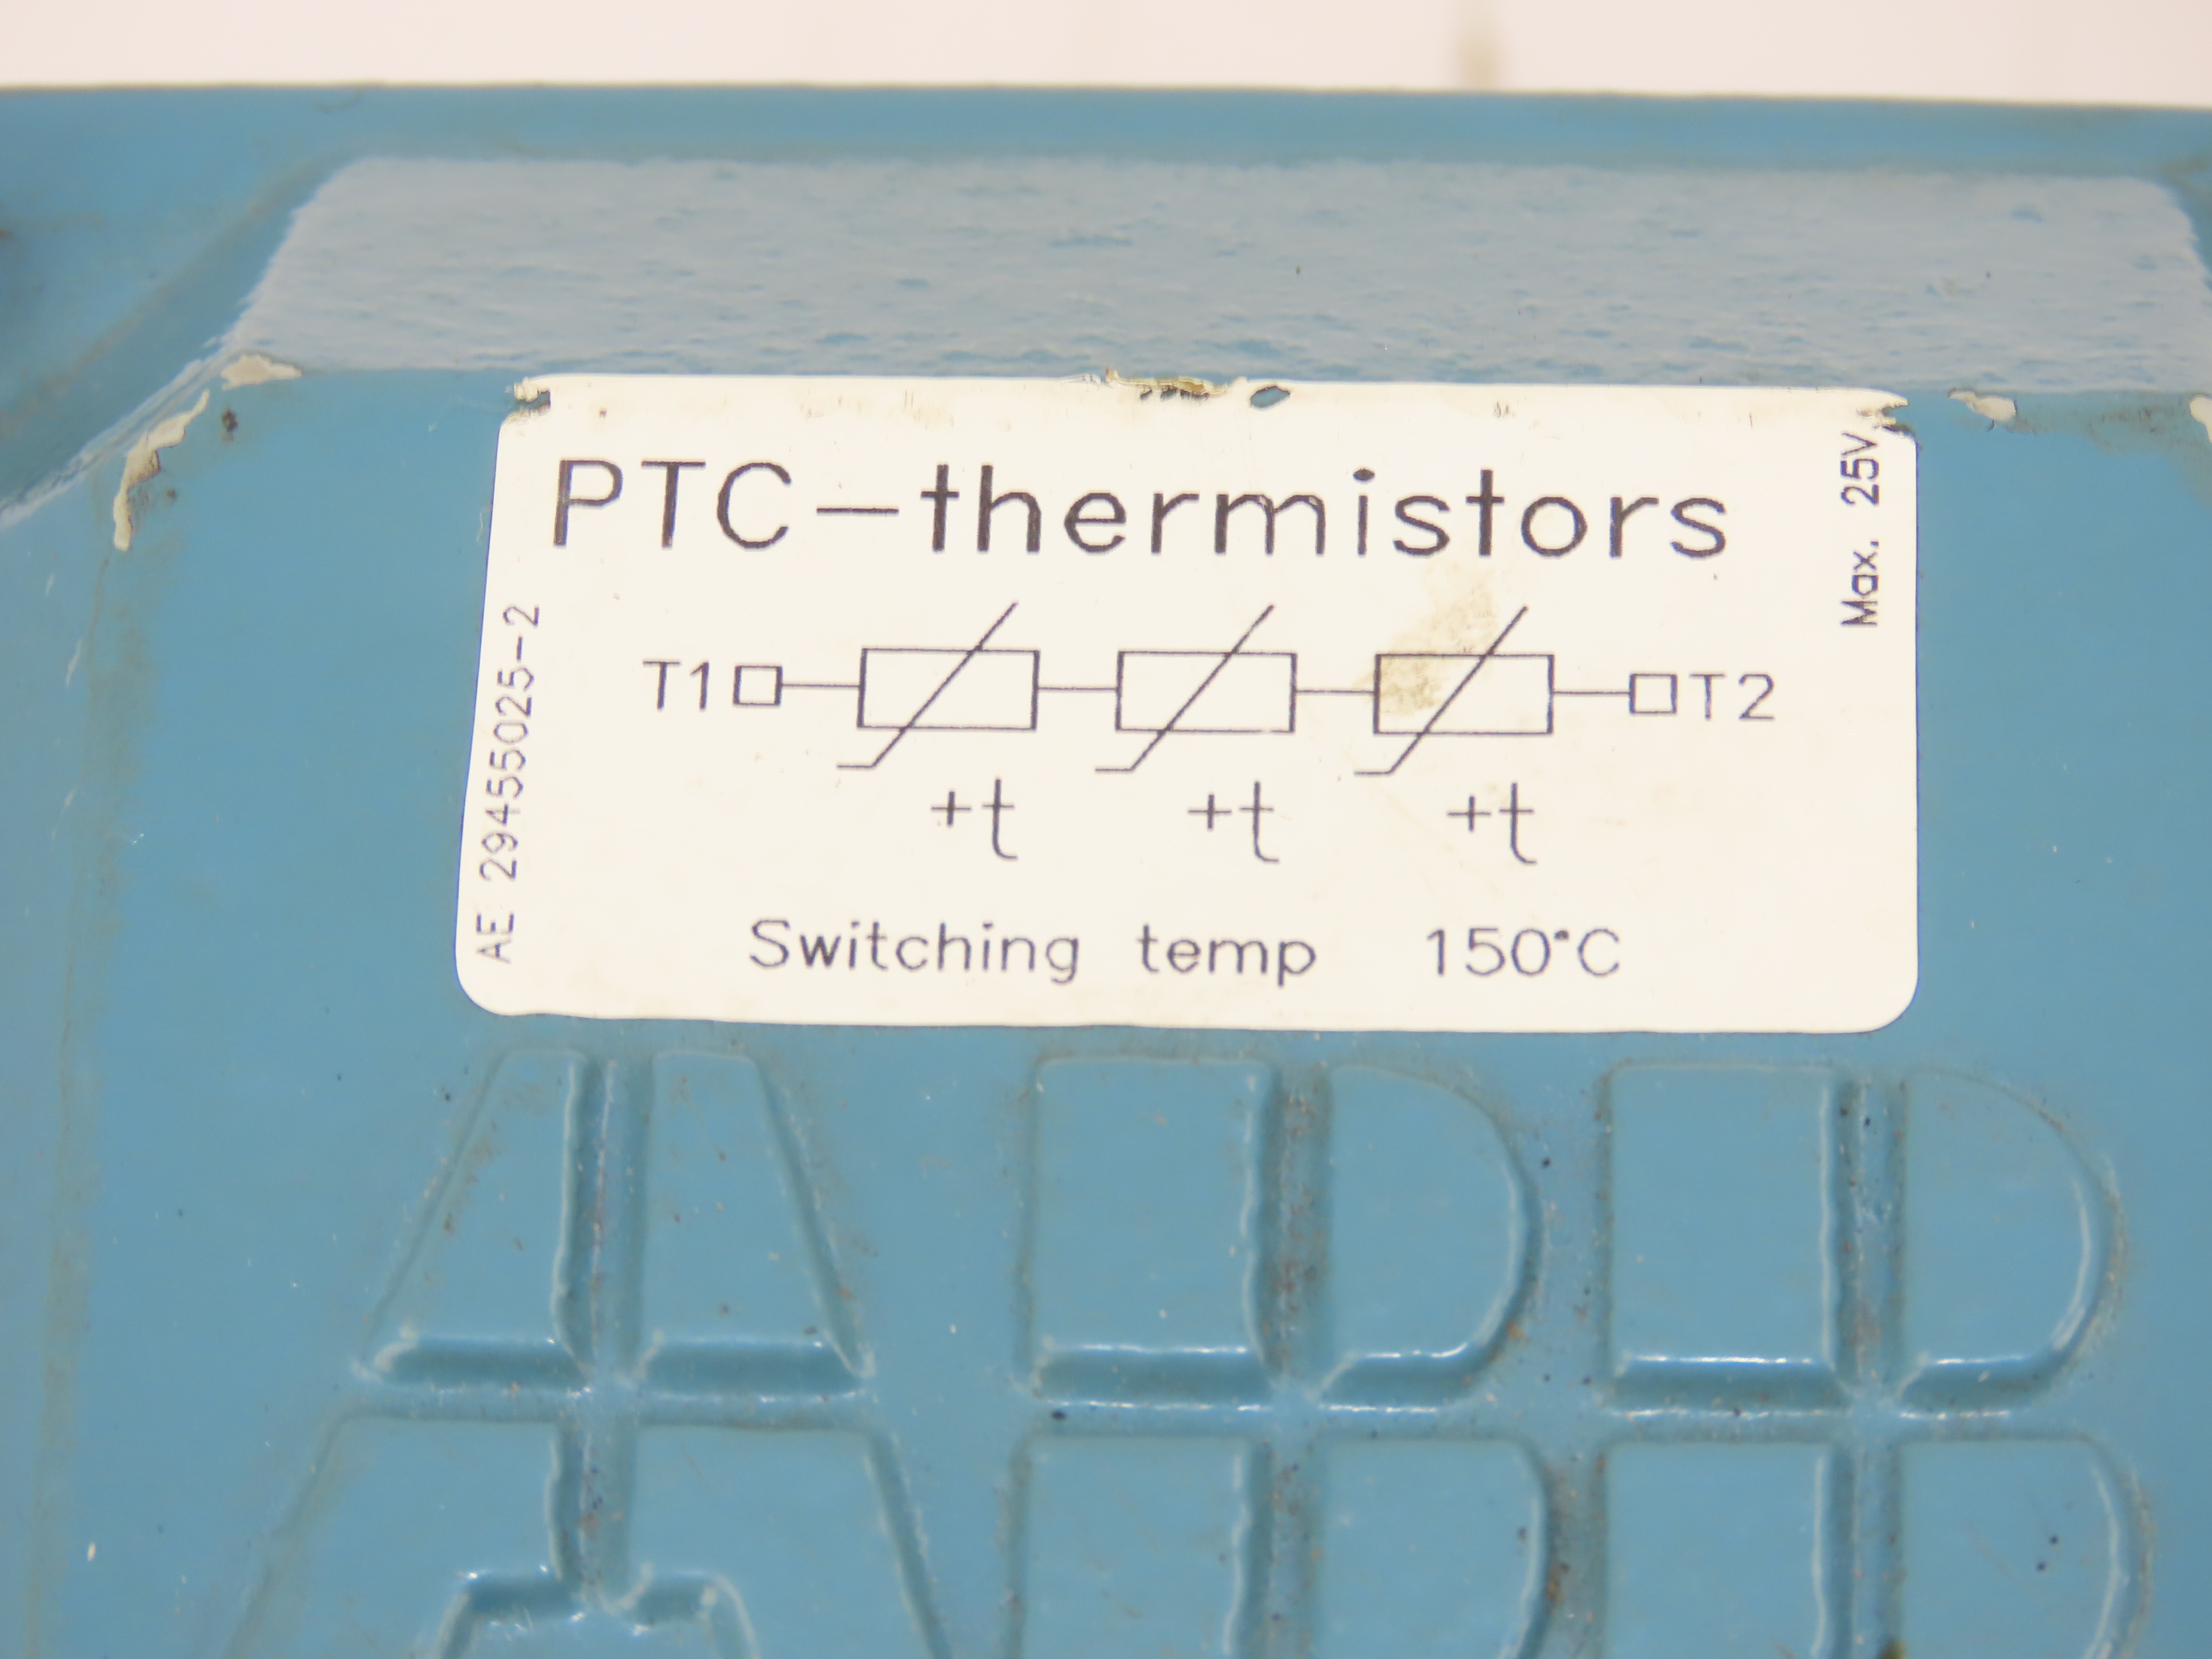 PTC-thermistors
Max. 25V
T1
T2
+t +t +t
AE 29455025-2
Switching temp 150°C
ABB